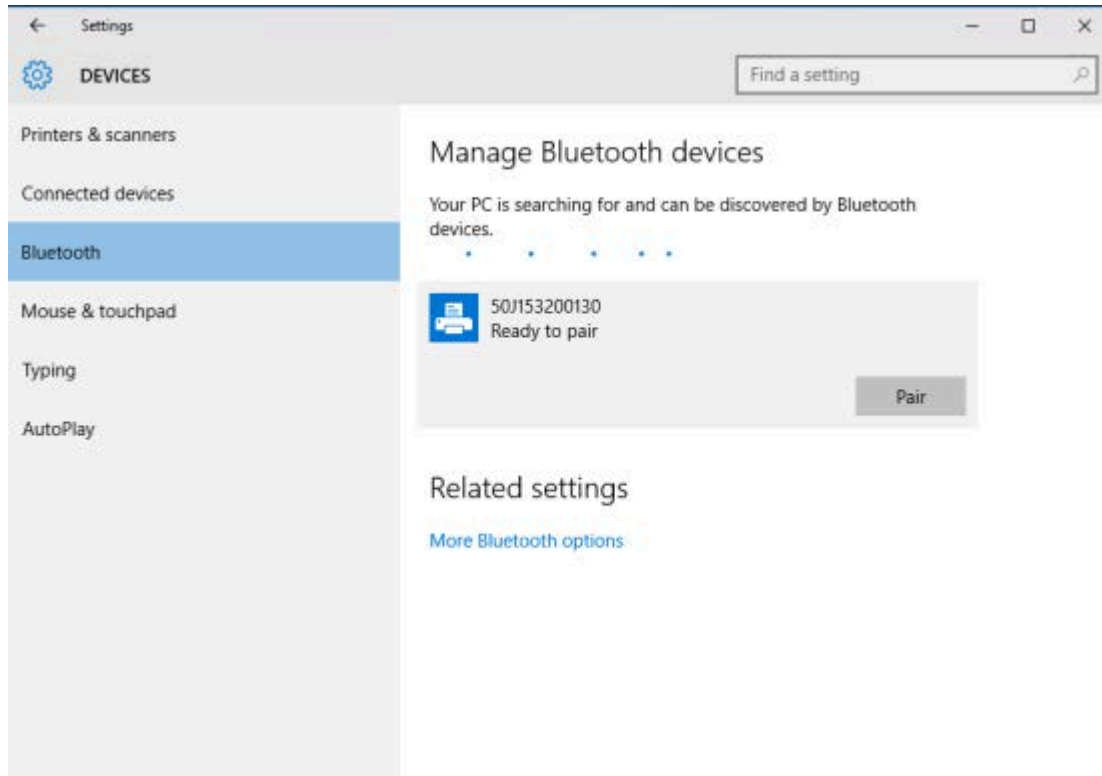 Settings
DEVICES
Find a setting
Printers & scanners
Connected devices
Bluetooth
Mouse & touchpad
Typing
AutoPlay
Manage Bluetooth devices
Your PC is searching for and can be discovered by Bluetooth
devices.
50J153200130
Ready to pair
Pair
Related settings
More Bluetooth options